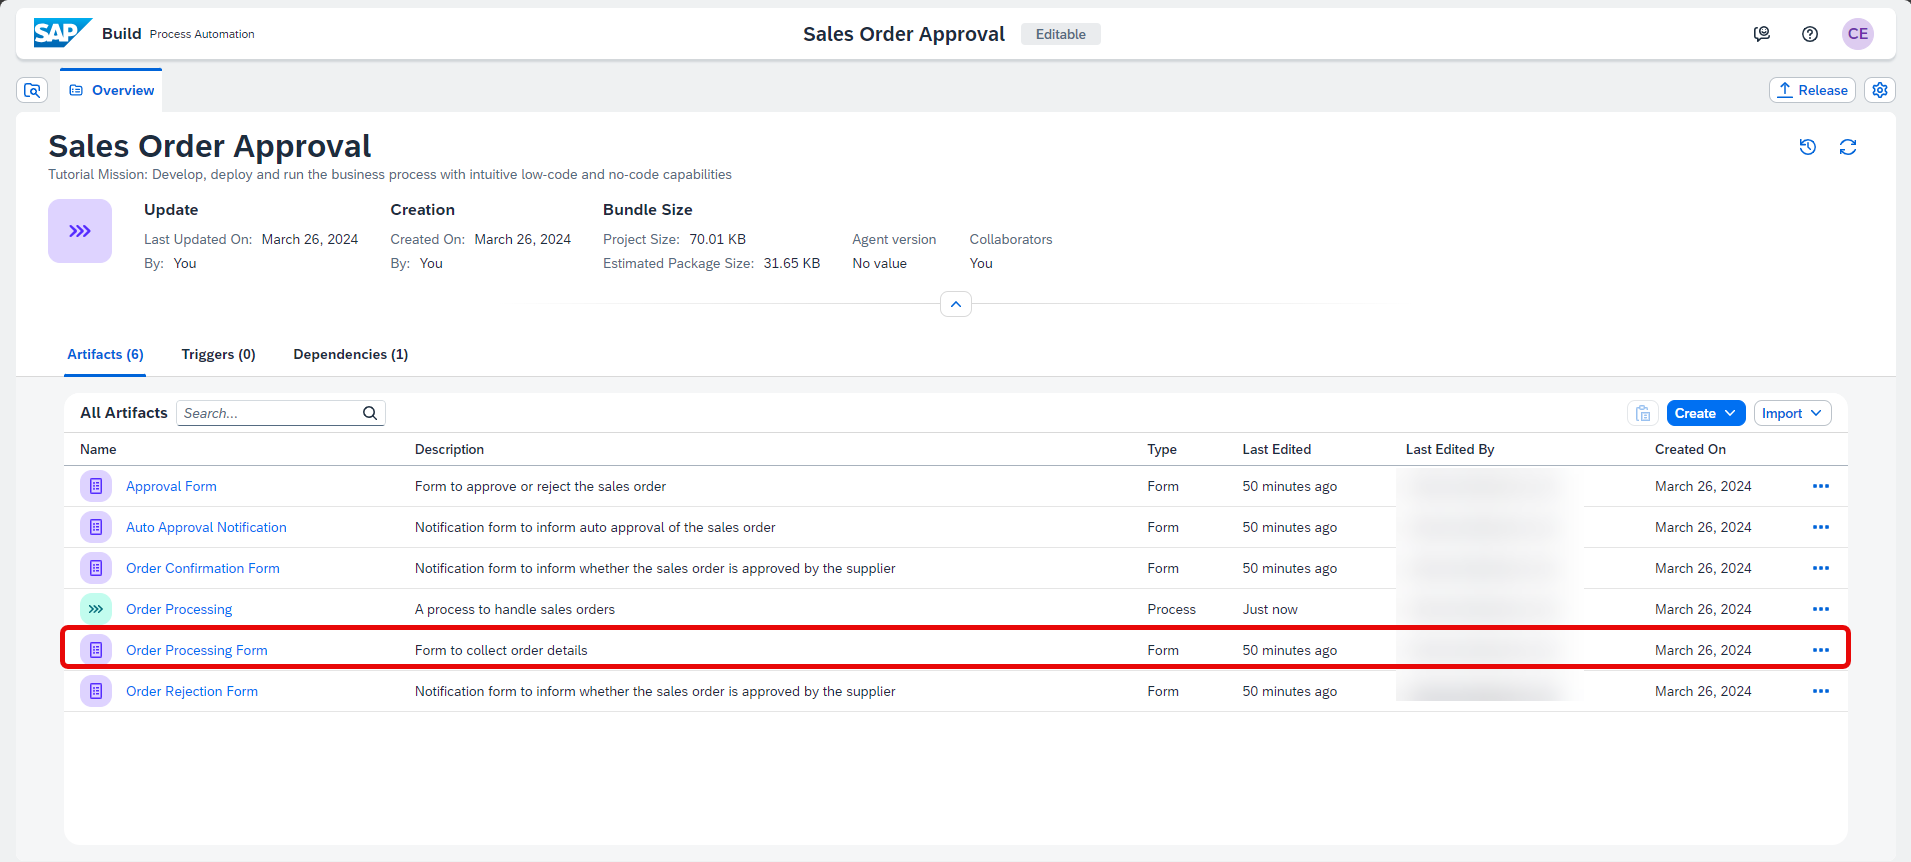 SAP Build Process Automation
Sales Order Approval Editable
CE
Overview
Release
Sales Order Approval
Tutorial Mission: Develop, deploy and run the business process with intuitive low-code and no-code capabilities
Update Creation Bundle Size
Last Updated On: March 26, 2024 Created On: March 26, 2024 Project Size: 70.01 KB Agent version Collaborators
By: You By: You Estimated Package Size: 31.65 KB No value You
Artifacts (6) Triggers (0) Dependencies (1)
All Artifacts Search... Create Import
Name Description Type Last Edited Last Edited By Created On
Approval Form Form to approve or reject the sales order Form 50 minutes ago March 26, 2024
Auto Approval Notification Notification form to inform auto approval of the sales order Form 50 minutes ago March 26, 2024
Order Confirmation Form Notification form to inform whether the sales order is approved by the supplier Form 50 minutes ago March 26, 2024
Order Processing A process to handle sales orders Process Just now March 26, 2024
Order Processing Form Form to collect order details Form 50 minutes ago March 26, 2024
Order Rejection Form Notification form to inform whether the sales order is approved by the supplier Form 50 minutes ago March 26, 2024